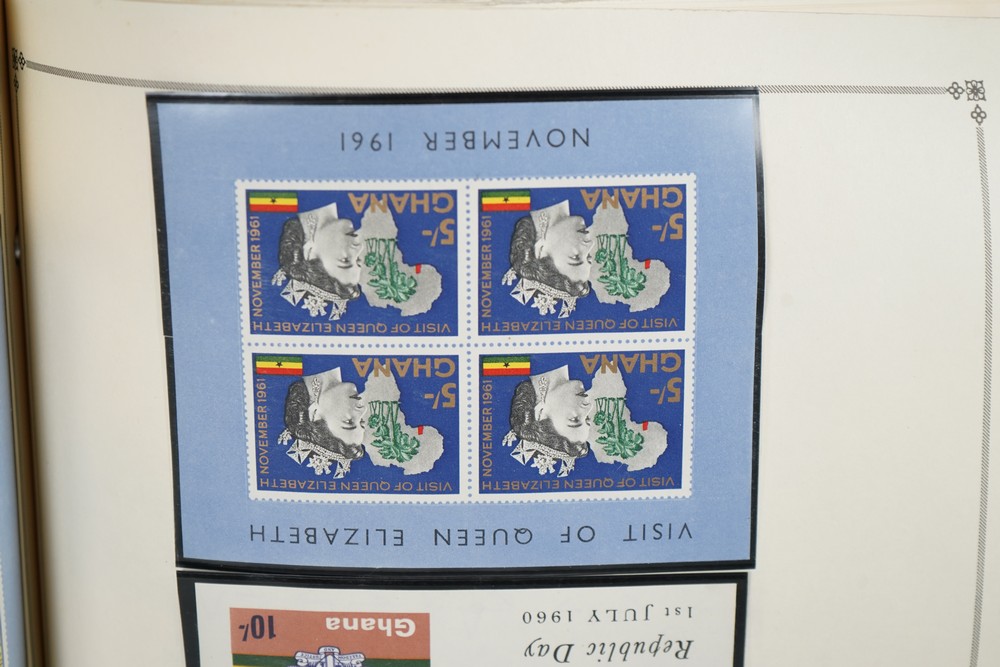 Republic Day
1st JULY 1960
Ghana 10/-
VISIT OF QUEEN ELIZABETH
VISIT OF QUEEN ELIZABETH
NOVEMBER 1961
5/-
GHANA
VISIT OF QUEEN ELIZABETH
NOVEMBER 1961
5/-
GHANA
VISIT OF QUEEN ELIZABETH
NOVEMBER 1961
5/-
GHANA
VISIT OF QUEEN ELIZABETH
NOVEMBER 1961
5/-
GHANA
NOVEMBER 1961